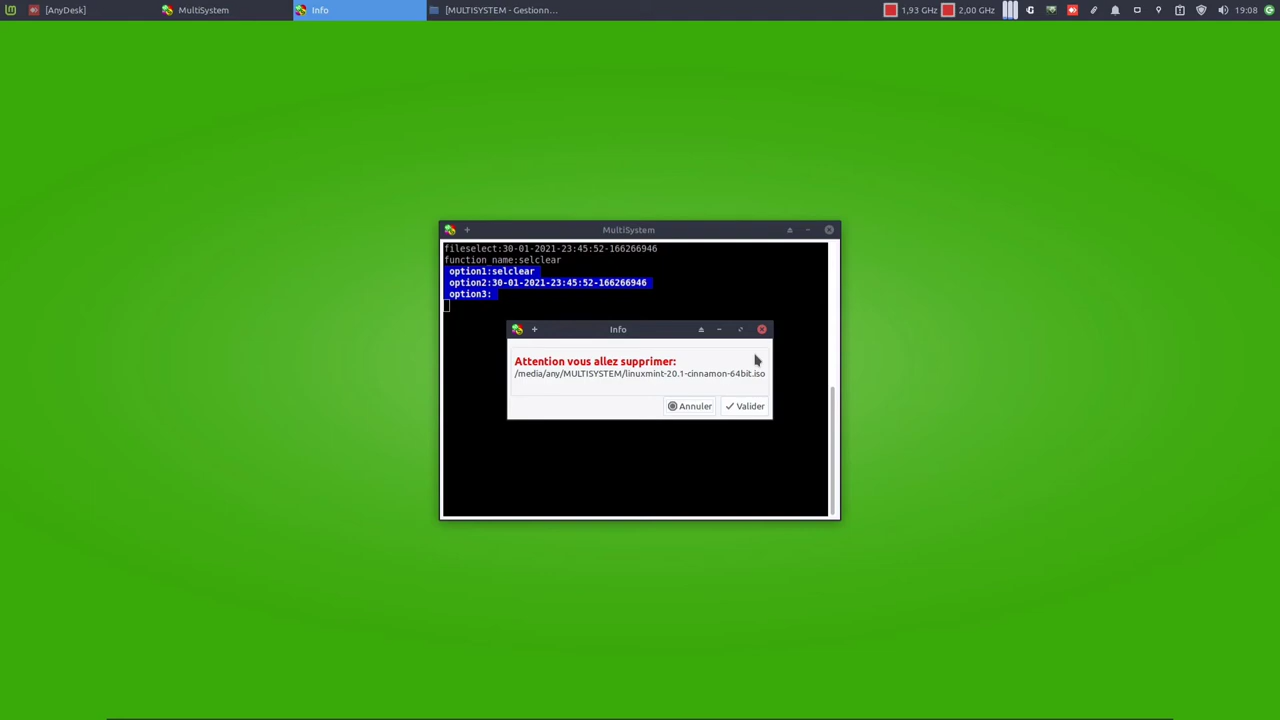 [AnyDesk]
MultiSystem
Info
[MULTISYSTEM - Gestionn...
1,93 GHz
2,00 GHz
19:08
MultiSystem
fileselect:30-01-2021-23:45:52-166266946
function name:selclear
option1:selclear
option2:30-01-2021-23:45:52-166266946
option3:
Info
Attention vous allez supprimer:
/media/any/MULTISYSTEM/linuxmint-20.1-cinnamon-64bit.iso
Annuler
Valider